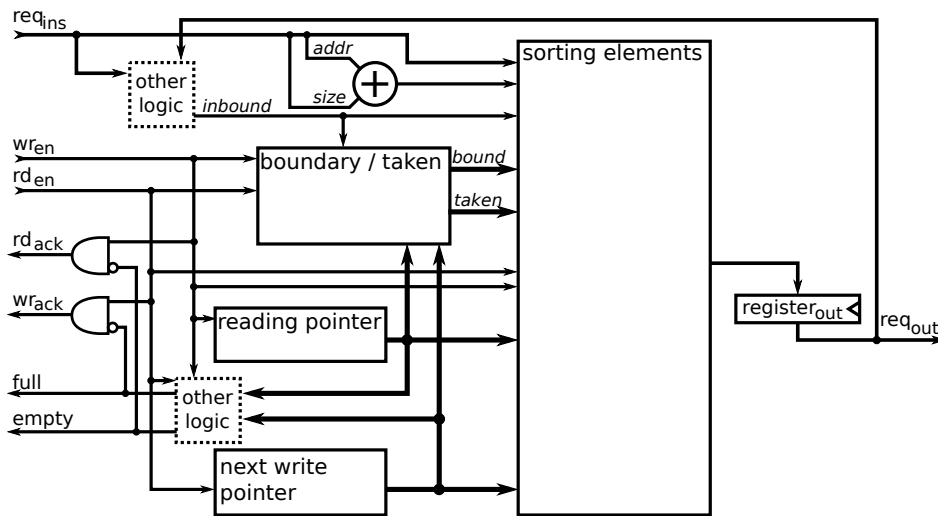 req_ins
sorting elements
addr
other
logic
size
inbound
wr_en
boundary / taken
bound
rd_en
taken
rd_ack
wr_ack
reading pointer
register_out
req_out
full
other
logic
empty
next write
pointer